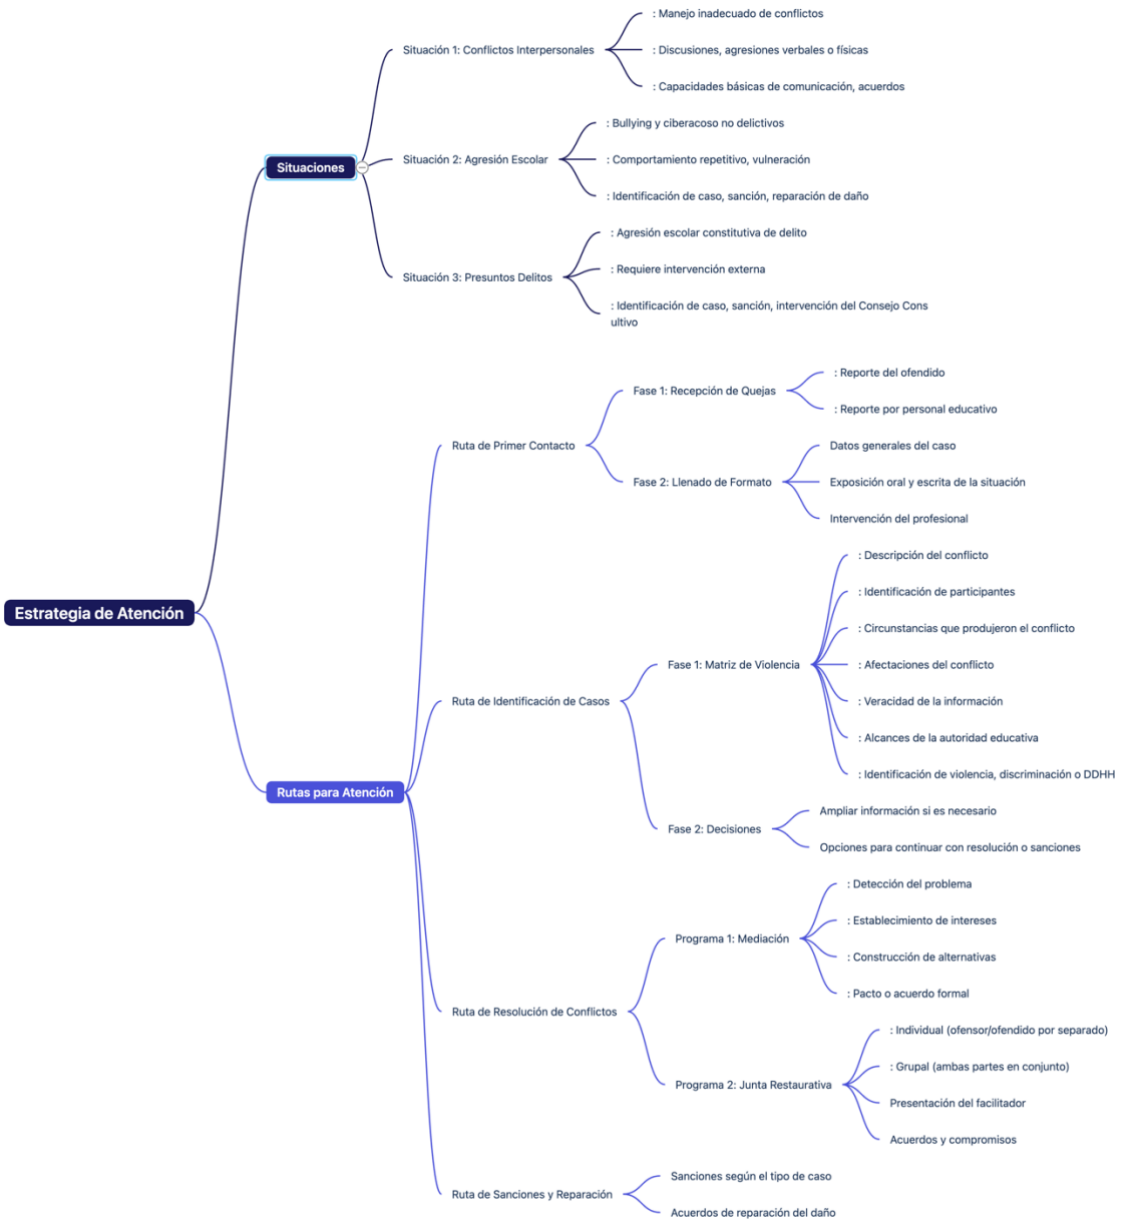 Estrategia de Atención
Situaciones
Situación 1: Conflictos Interpersonales
: Manejo inadecuado de conflictos
: Discusiones, agresiones verbales o físicas
: Capacidades básicas de comunicación, acuerdos
Situación 2: Agresión Escolar
: Bullying y ciberacoso no delictivos
: Comportamiento repetitivo, vulneración
: Identificación de caso, sanción, reparación de daño
Situación 3: Presuntos Delitos
: Agresión escolar constitutiva de delito
: Requiere intervención externa
: Identificación de caso, sanción, intervención del Consejo Cons
ultivo
Rutas para Atención
Ruta de Primer Contacto
Fase 1: Recepción de Quejas
: Reporte del ofendido
: Reporte por personal educativo
Fase 2: Llenado de Formato
Datos generales del caso
Exposición oral y escrita de la situación
Intervención del profesional
Ruta de Identificación de Casos
Fase 1: Matriz de Violencia
: Descripción del conflicto
: Identificación de participantes
: Circunstancias que produjeron el conflicto
: Afectaciones del conflicto
: Veracidad de la información
: Alcances de la autoridad educativa
: Identificación de violencia, discriminación o DDHH
Fase 2: Decisiones
Ampliar información si es necesario
Opciones para continuar con resolución o sanciones
Ruta de Resolución de Conflictos
Programa 1: Mediación
: Detección del problema
: Establecimiento de intereses
: Construcción de alternativas
: Pacto o acuerdo formal
Programa 2: Junta Restaurativa
: Individual (ofensor/ofendido por separado)
: Grupal (ambas partes en conjunto)
Presentación del facilitador
Acuerdos y compromisos
Ruta de Sanciones y Reparación
Sanciones según el tipo de caso
Acuerdos de reparación del daño